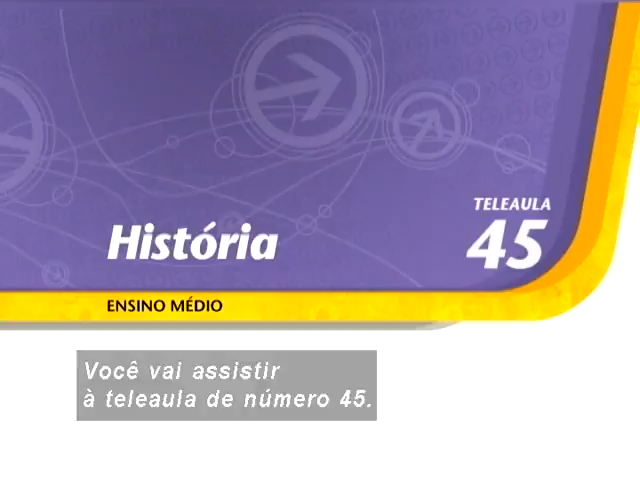 TELEAULA
História 45
ENSINO MÉDIO
Você vai assistir
à teleaula de número 45.